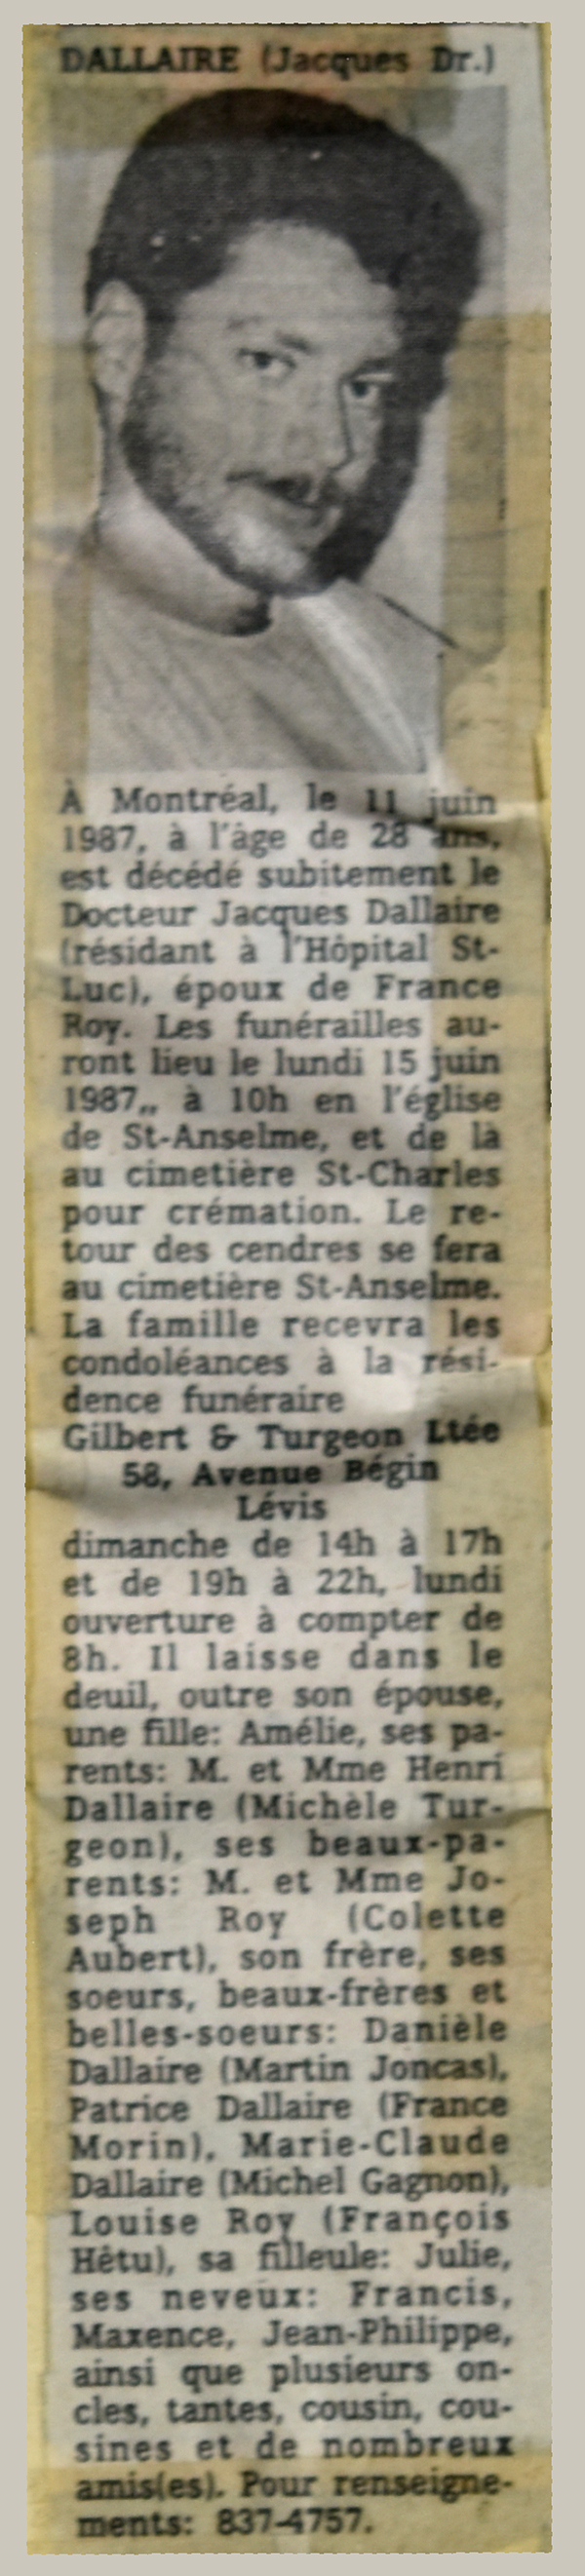 DALLAIRE (Jacques Dr.)
À Montréal, le 11 juin
1987, à l'âge de 28 ans,
est décédé subitement le
Docteur Jacques Dallaire
(résidant à l'Hôpital St-
Luc), époux de France
Roy. Les funérailles au-
ront lieu le lundi 15 juin
1987,, à 10h en l'église
de St-Anselme, et de là
au cimetière St-Charles
pour crémation. Le re-
tour des cendres se fera
au cimetière St-Anselme.
La famille recevra les
condoléances à la rési-
dence funéraire
Gilbert & Turgeon Ltée
58, Avenue Bégin
Lévis
dimanche de 14h à 17h
et de 19h à 22h, lundi
ouverture à compter de
8h. Il laisse dans le
deuil, outre son épouse,
une fille: Amélie, ses pa-
rents: M. et Mme Henri
Dallaire (Michèle Tur-
geon), ses beaux-pa-
rents: M. et Mme Jo-
seph Roy (Colette
Aubert), son frère, ses
soeurs, beaux-frères et
belles-soeurs: Danièle
Dallaire (Martin Joncas),
Patrice Dallaire (France
Morin), Marie-Claude
Dallaire (Michel Gagnon),
Louise Roy (François
Hêtu), sa filleule: Julie,
ses neveux: Francis,
Maxence, Jean-Philippe,
ainsi que plusieurs on-
cles, tantes, cousin, cou-
sines et de nombreux
amis(es). Pour renseigne-
ments: 837-4757.